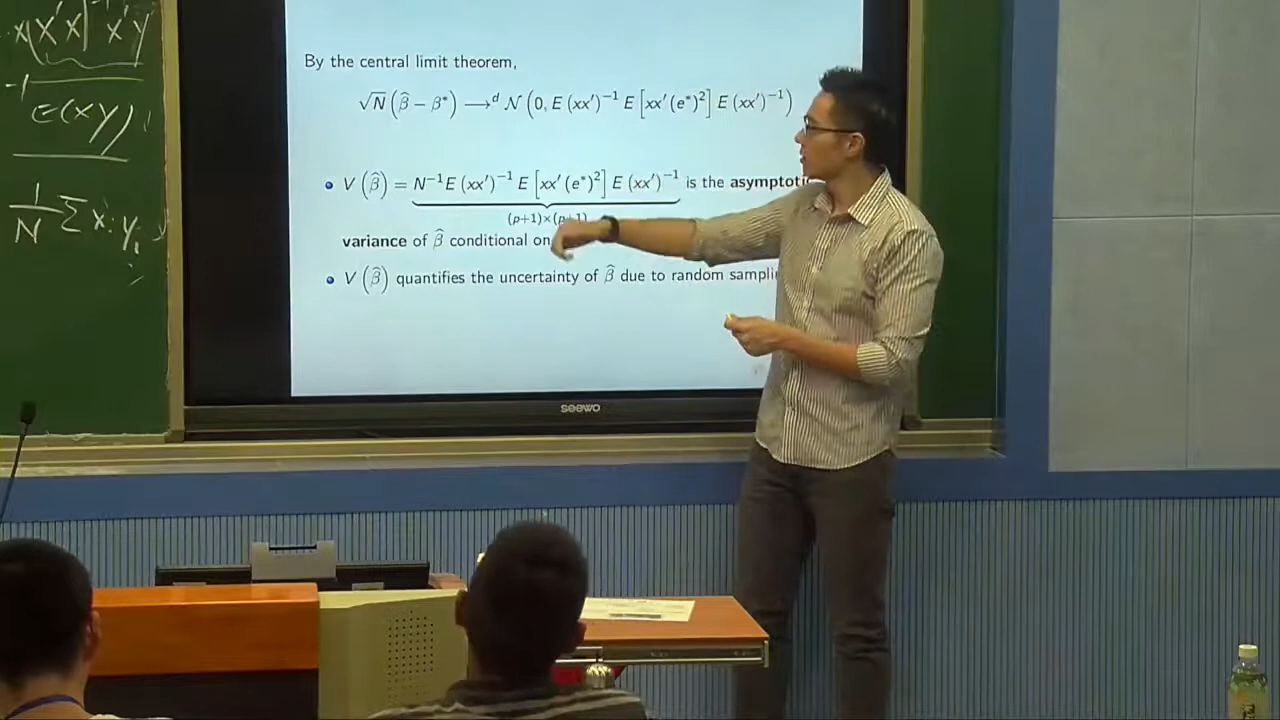 x(X'X)⁻¹X'y
-1
E(xy)
1/N Σ xᵢ yᵢ
By the central limit theorem,
√N (β̂ − β*) ⟶ᵈ 𝒩 (0, E (xx')⁻¹ E [xx' (e*)²] E (xx')⁻¹)
• V (β̂) = N⁻¹E (xx')⁻¹ E [xx' (e*)²] E (xx')⁻¹ is the asymptoti
(p+1)×(p+1)
variance of β̂ conditional on
• V (β̂) quantifies the uncertainty of β̂ due to random sampli
seewo